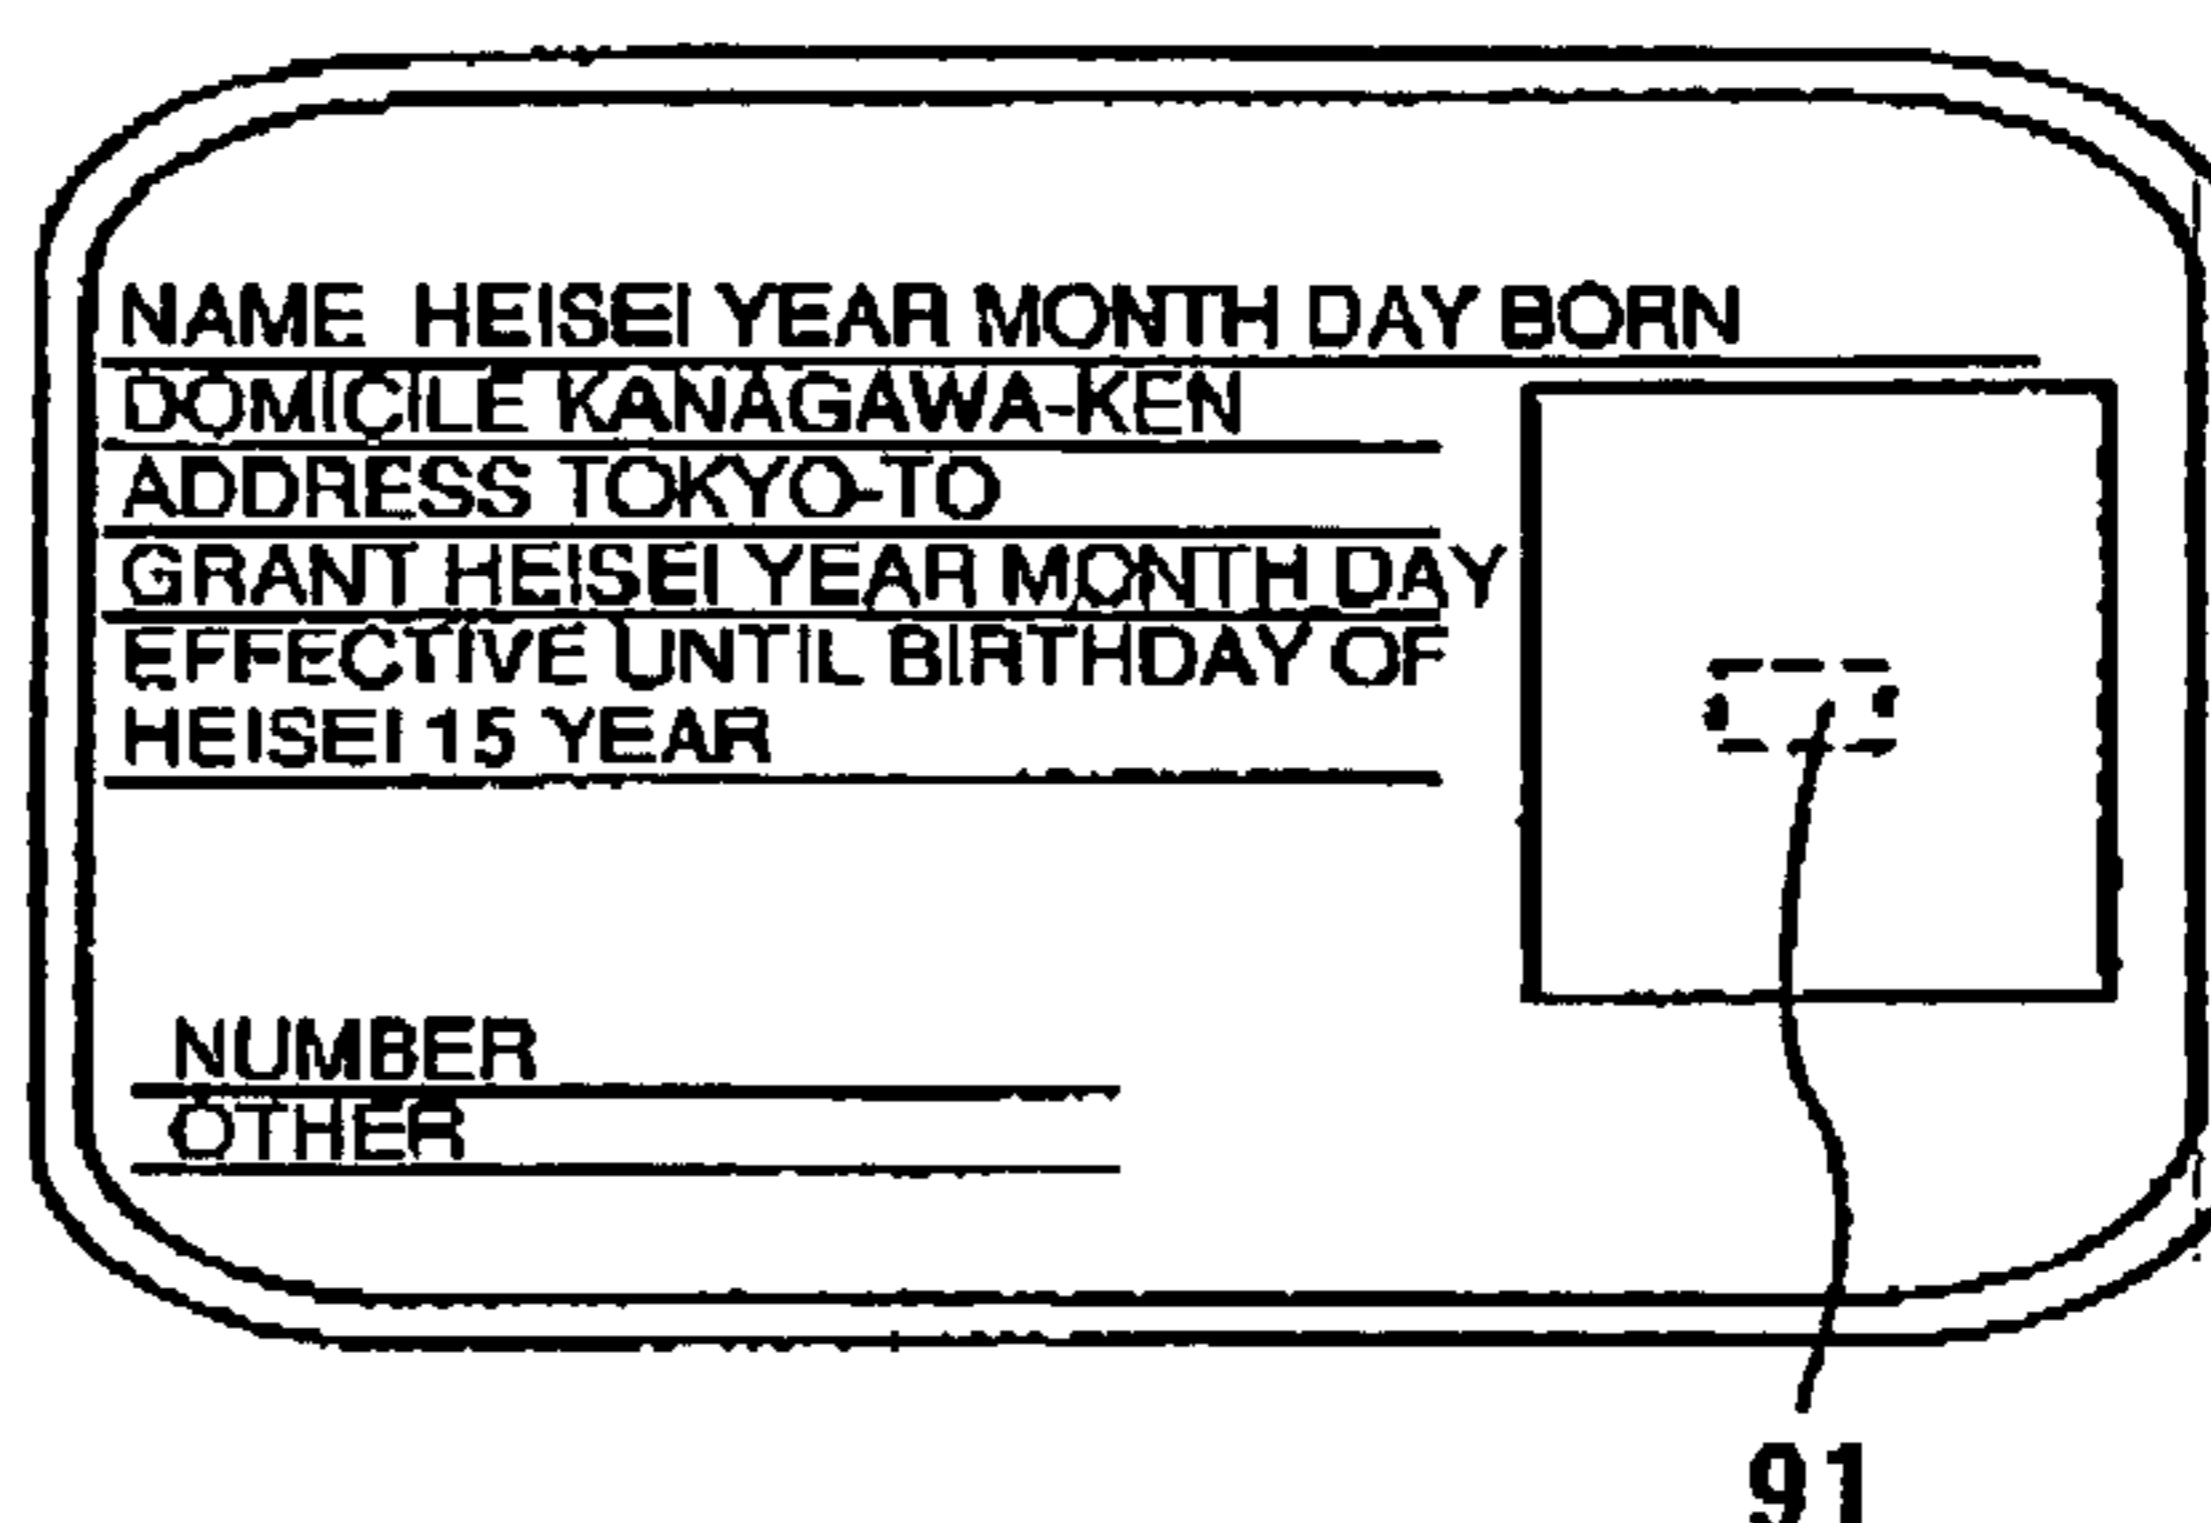 NAME HEISEI YEAR MONTH DAY BORN
DOMICILE KANAGAWA-KEN
ADDRESS TOKYO-TO
GRANT HEISEI YEAR MONTH DAY
EFFECTIVE UNTIL BIRTHDAY OF
HEISEI 15 YEAR
NUMBER
OTHER
91